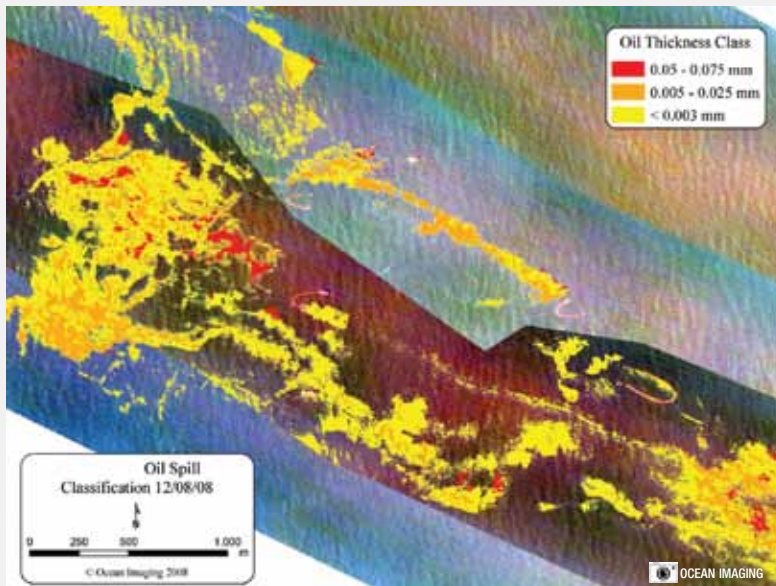 Oil Thickness Class
0.05 - 0.075 mm
0.005 - 0.025 mm
< 0.003 mm
Oil Spill
Classification 12/08/08
N
0 250 500 1,000
m
© Ocean Imaging 2008
OCEAN IMAGING